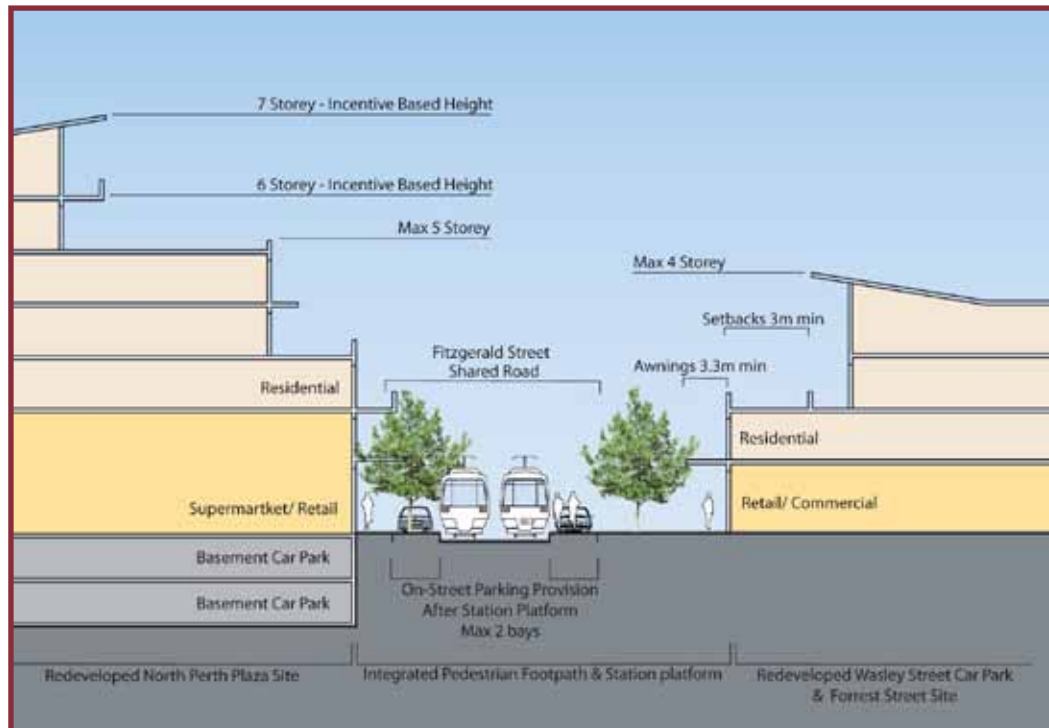 7 Storey - Incentive Based Height
6 Storey - Incentive Based Height
Max 5 Storey
Max 4 Storey
Setbacks 3m min
Fitzgerald Street
Shared Road
Awnings 3.3m min
Residential
Residential
Supermartket/ Retail
Retail/ Commercial
Basement Car Park
Basement Car Park
On-Street Parking Provision
After Station Platform
Max 2 bays
Redeveloped North Perth Plaza Site
Integrated Pedestrian Footpath & Station platform
Redeveloped Wasley Street Car Park
& Forrest Street Site